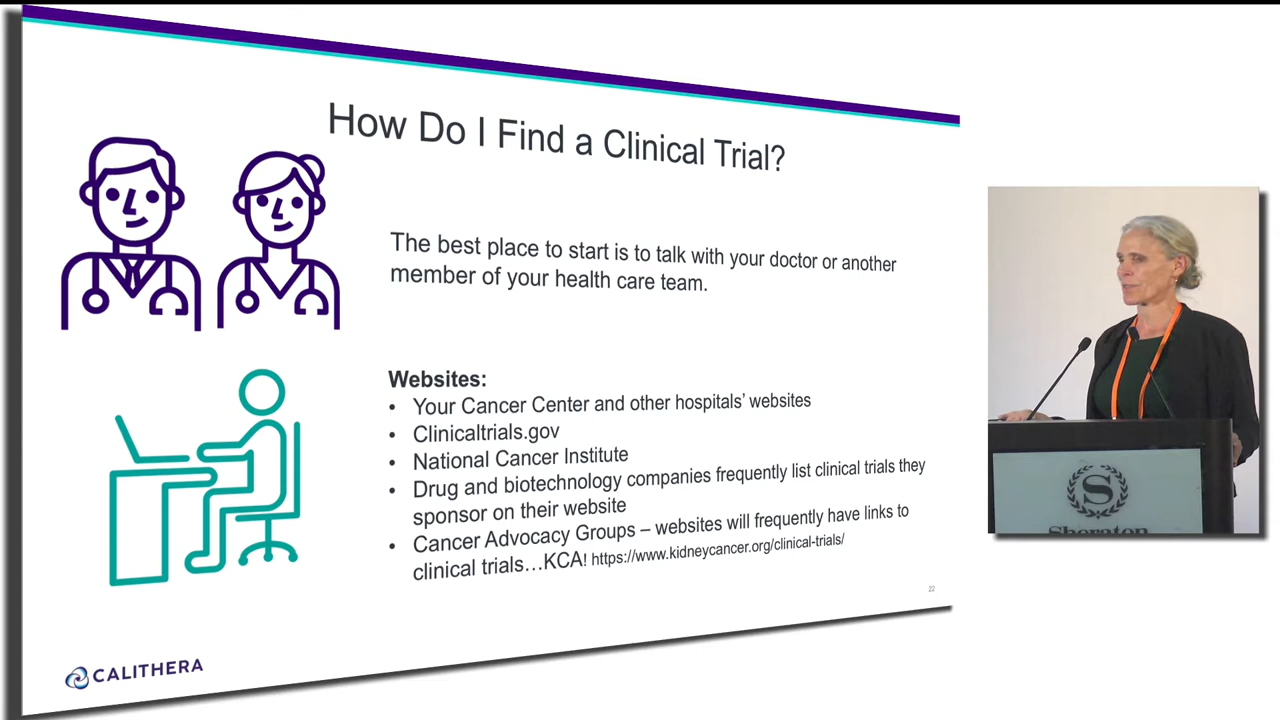 How Do I Find a Clinical Trial?
The best place to start is to talk with your doctor or another
member of your health care team.
Websites:
• Your Cancer Center and other hospitals' websites
• Clinicaltrials.gov
• National Cancer Institute
• Drug and biotechnology companies frequently list clinical trials they
sponsor on their website
• Cancer Advocacy Groups – websites will frequently have links to
clinical trials…KCA! https://www.kidneycancer.org/clinical-trials/
22
CALITHERA
S
Sheraton